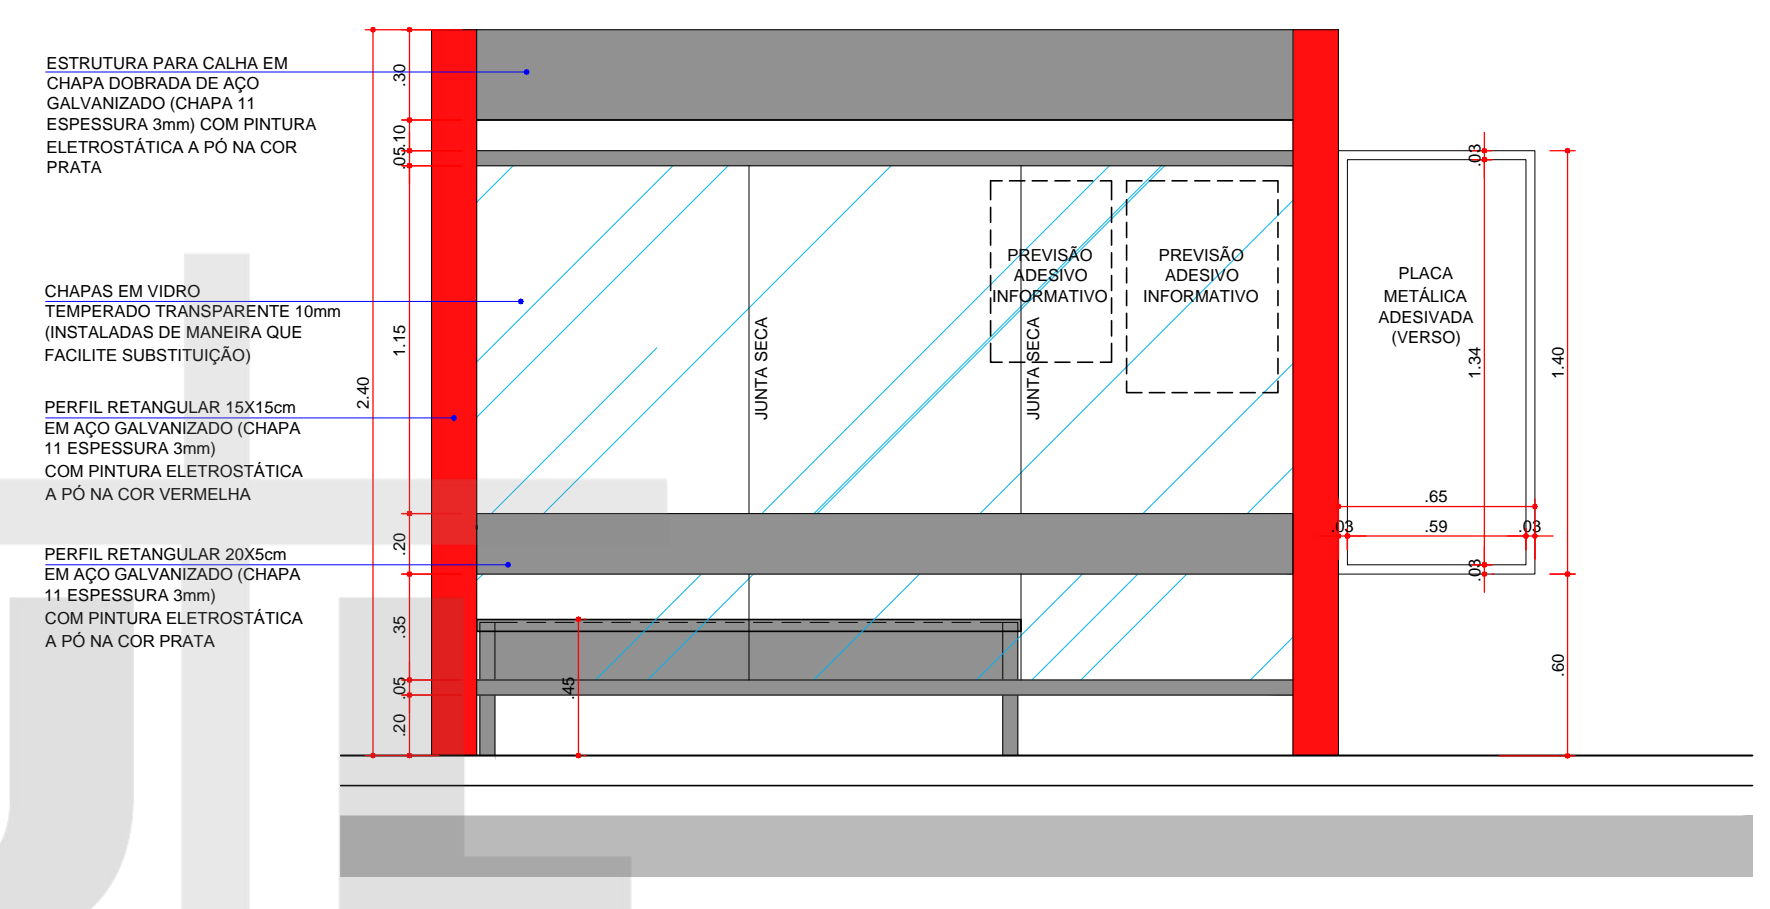 ESTRUTURA PARA CALHA EM
CHAPA DOBRADA DE AÇO
GALVANIZADO (CHAPA 11
ESPESSURA 3mm) COM PINTURA
ELETROSTÁTICA A PÓ NA COR
PRATA
CHAPAS EM VIDRO
TEMPERADO TRANSPARENTE 10mm
(INSTALADAS DE MANEIRA QUE
FACILITE SUBSTITUIÇÃO)
PERFIL RETANGULAR 15X15cm
EM AÇO GALVANIZADO (CHAPA
11 ESPESSURA 3mm)
COM PINTURA ELETROSTÁTICA
A PÓ NA COR VERMELHA
PERFIL RETANGULAR 20X5cm
EM AÇO GALVANIZADO (CHAPA
11 ESPESSURA 3mm)
COM PINTURA ELETROSTÁTICA
A PÓ NA COR PRATA
2.40
.30
.10
.05
1.15
.20
.35
.05
.20
.45
JUNTA SECA
JUNTA SECA
PREVISÃO
ADESIVO
INFORMATIVO
PREVISÃO
ADESIVO
INFORMATIVO
PLACA
METÁLICA
ADESIVADA
(VERSO)
.03
1.34
.03
1.40
.60
.65
.03
.59
.03